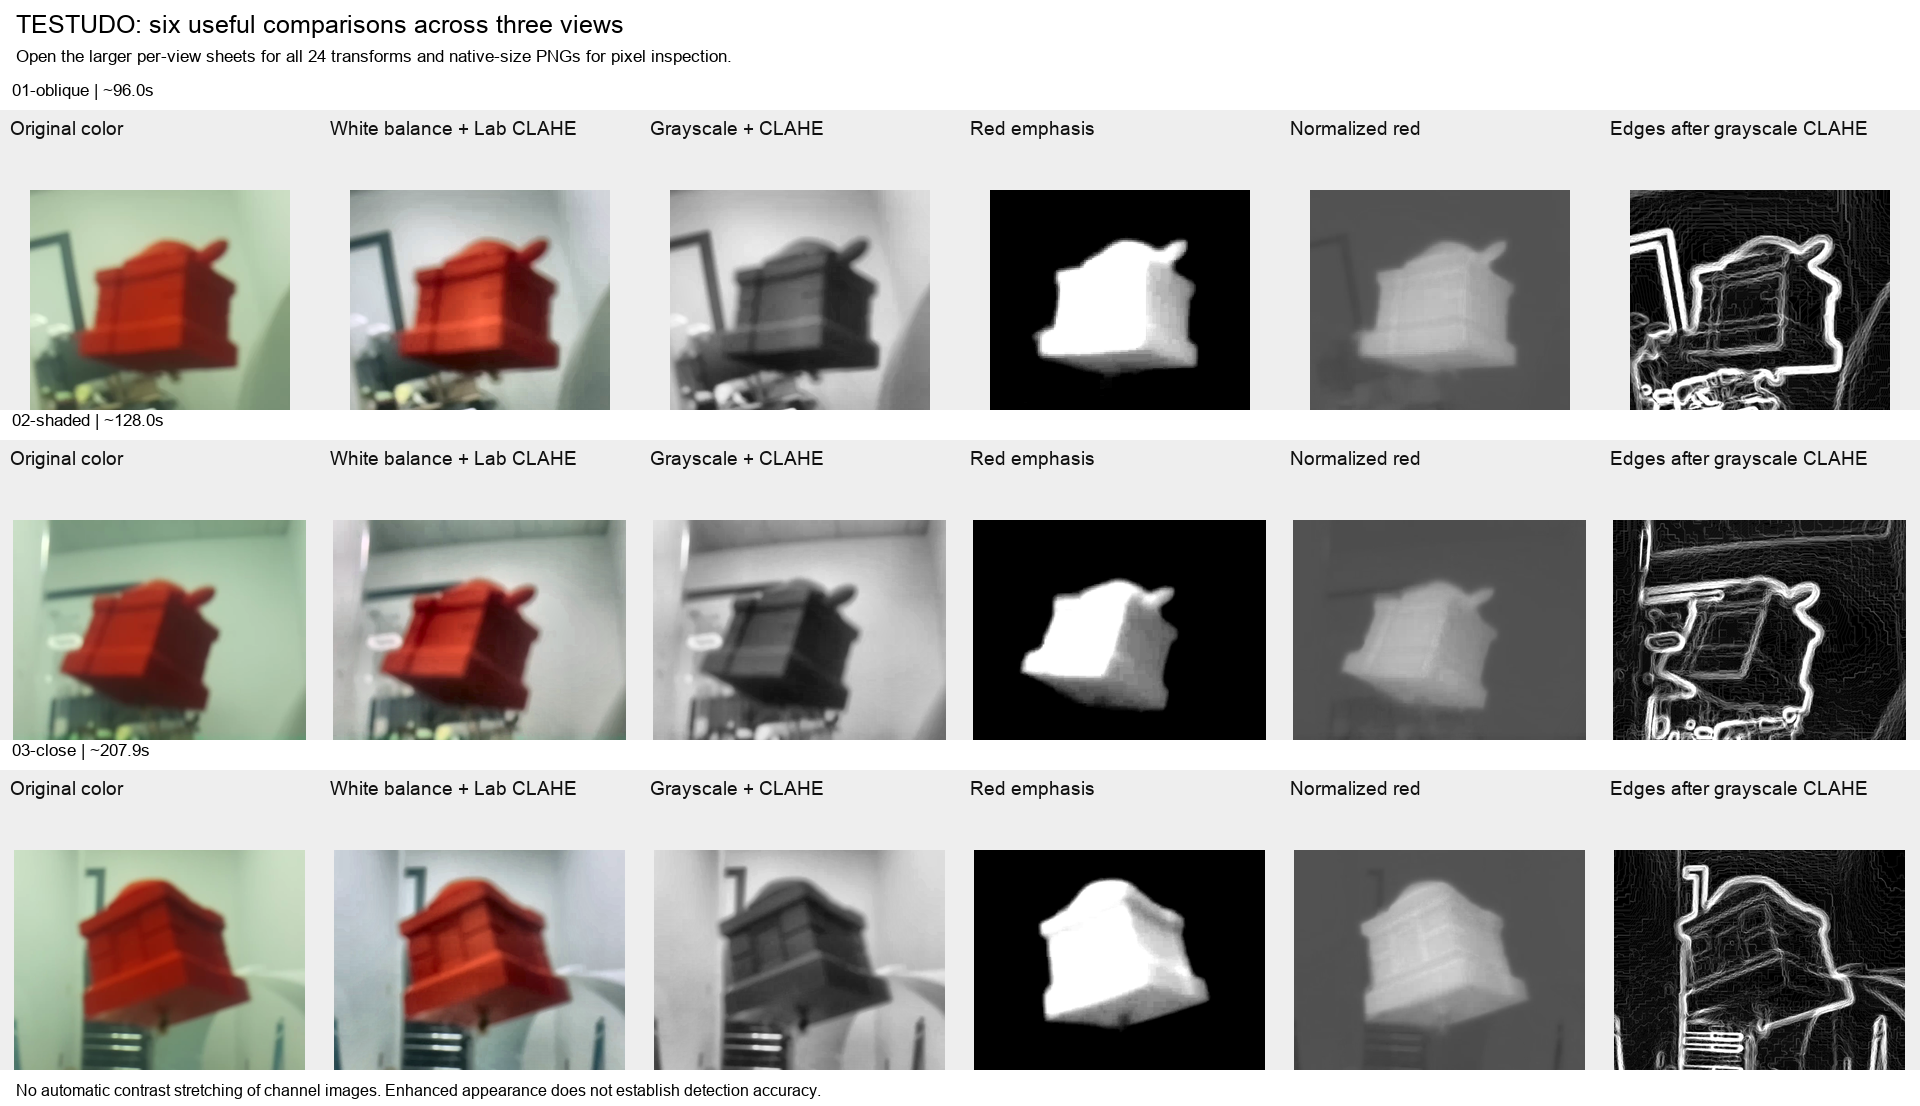 TESTUDO: six useful comparisons across three views
Open the larger per-view sheets for all 24 transforms and native-size PNGs for pixel inspection.
01-oblique | ~96.0s
Original color
White balance + Lab CLAHE
Grayscale + CLAHE
Red emphasis
Normalized red
Edges after grayscale CLAHE
02-shaded | ~128.0s
Original color
White balance + Lab CLAHE
Grayscale + CLAHE
Red emphasis
Normalized red
Edges after grayscale CLAHE
03-close | ~207.9s
Original color
White balance + Lab CLAHE
Grayscale + CLAHE
Red emphasis
Normalized red
Edges after grayscale CLAHE
No automatic contrast stretching of channel images. Enhanced appearance does not establish detection accuracy.